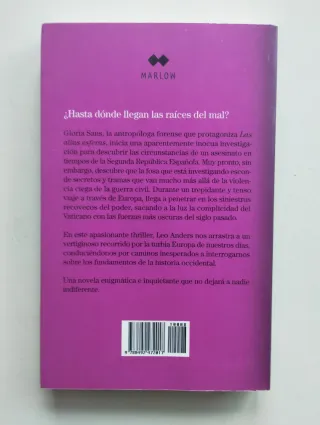 MARLOW
¿Hasta dónde llegan las raíces del mal?
Gloria Suns, la antropóloga forense que protagoniza Las
niñas enferma, inicia una aparentemente inocua investiga-
ción para descubrir las circunstancias de un asesinato en
tiempos de la Segunda República Española. Muy pronto, sin
embargo, descubre que la fosa que está investigando escon-
de secretos y tramas que van mucho más allá de la violen-
cia ciega de la guerra civil. Durante un trepidante y tenso
viaje a través de Europa, llega a penetrar en los siniestros
recovecos del poder, sacando a la luz la complicidad del
Vaticano con las fuerzas más oscuras del siglo pasado.
En este apasionante thriller, Leo Anders nos arrastra a un
vertiginoso recorrido por la turbia Europa de nuestros días,
conduciéndonos por caminos inesperados a interrogarnos
sobre los fundamentos de la historia occidental.
Una novela enigmática e inquietante que no dejará a nadie
indiferente.